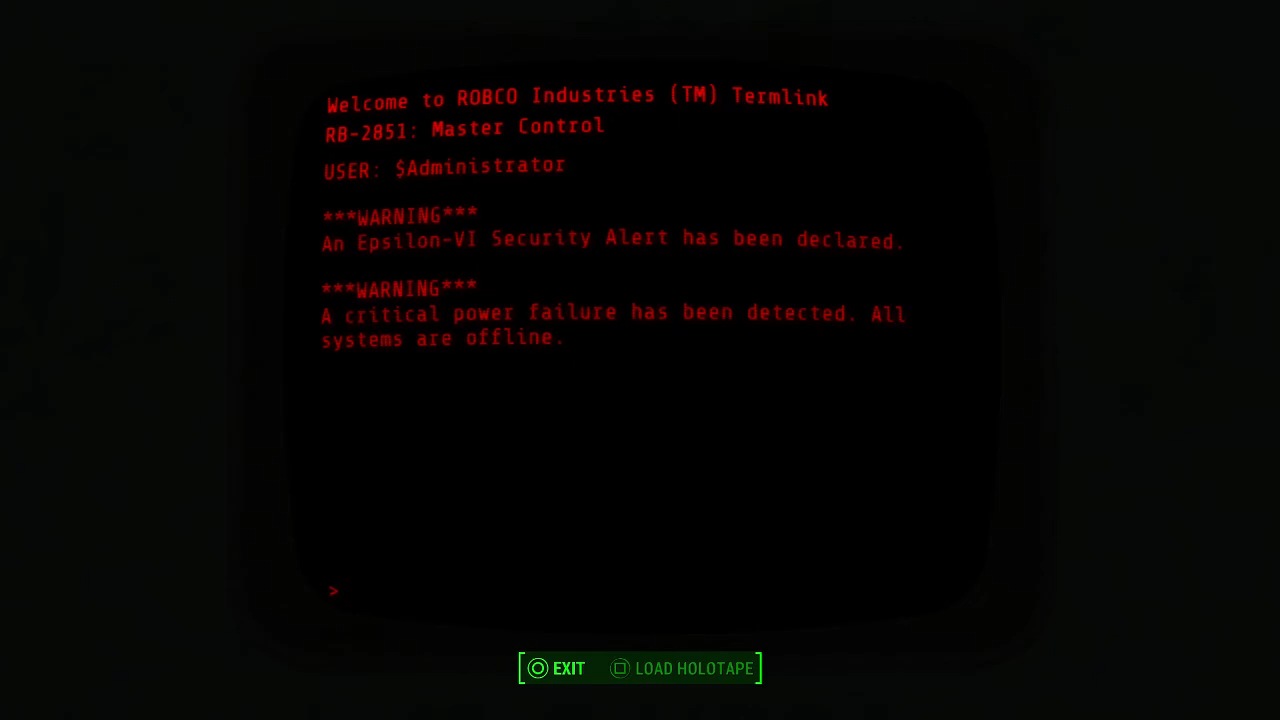 Welcome to ROBCO Industries (TM) Termlink
RB-2851: Master Control
USER: $Administrator
***WARNING***
An Epsilon-VI Security Alert has been declared.
***WARNING***
A critical power failure has been detected. All
systems are offline.
>
EXIT LOAD HOLOTAPE